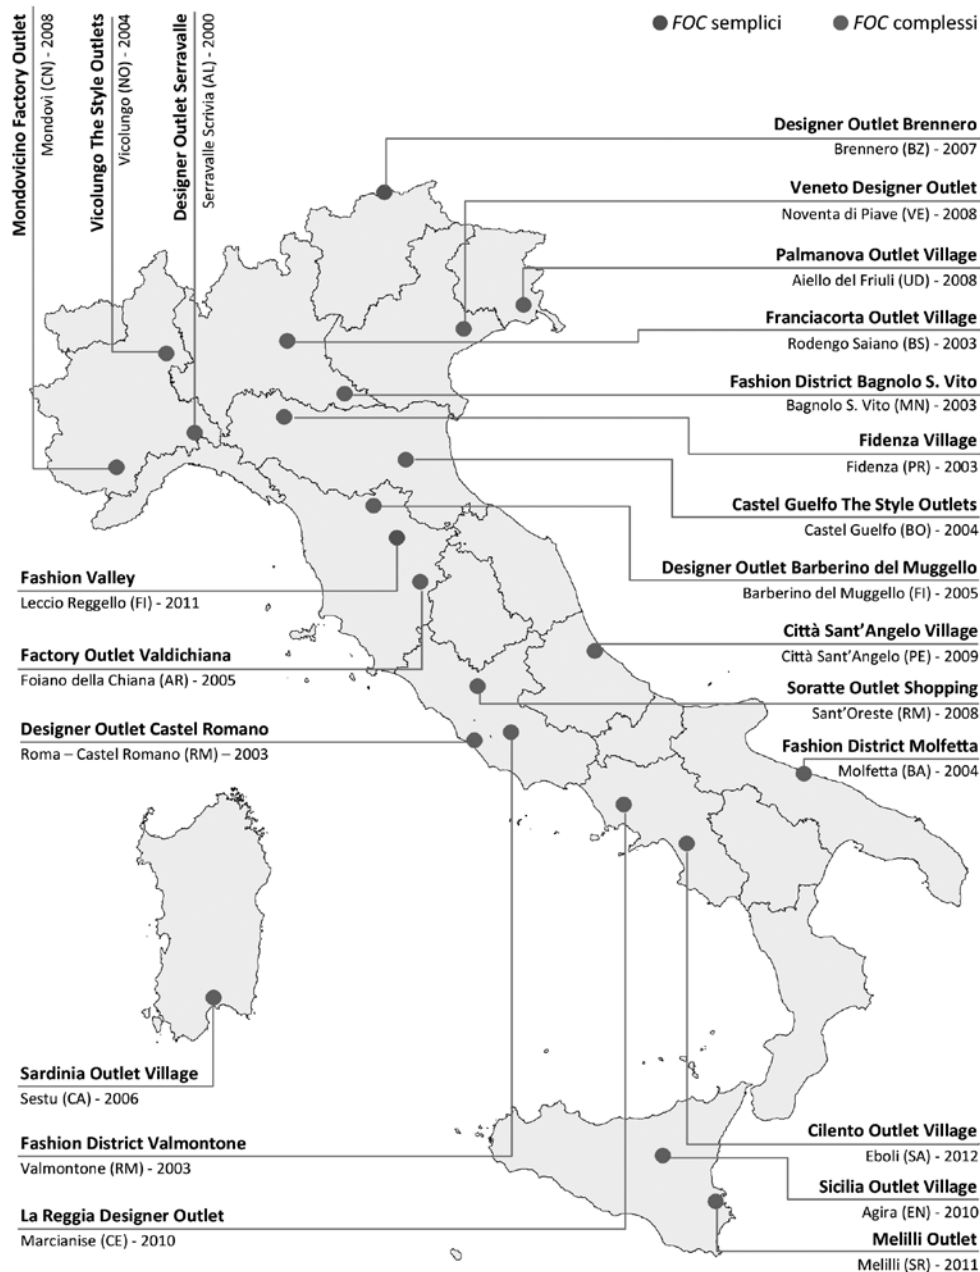 FOC semplici
FOC complessi
Mondovicino Factory Outlet
Mondovì (CN) - 2008
Vicolungo The Style Outlets
Vicolungo (NO) - 2004
Designer Outlet Serravalle
Serravalle Scrivia (AL) - 2000
Designer Outlet Brennero
Brennero (BZ) - 2007
Veneto Designer Outlet
Noventa di Piave (VE) - 2008
Palmanova Outlet Village
Aiello del Friuli (UD) - 2008
Franciacorta Outlet Village
Rodengo Saiano (BS) - 2003
Fashion District Bagnolo S. Vito
Bagnolo S. Vito (MN) - 2003
Fidenza Village
Fidenza (PR) - 2003
Castel Guelfo The Style Outlets
Castel Guelfo (BO) - 2004
Designer Outlet Barberino del Muggello
Barberino del Muggello (FI) - 2005
Città Sant'Angelo Village
Città Sant'Angelo (PE) - 2009
Soratte Outlet Shopping
Sant'Oreste (RM) - 2008
Fashion District Molfetta
Molfetta (BA) - 2004
Fashion Valley
Leccio Reggello (FI) - 2011
Factory Outlet Valdichiana
Foiano della Chiana (AR) - 2005
Designer Outlet Castel Romano
Roma – Castel Romano (RM) – 2003
Sardinia Outlet Village
Sestu (CA) - 2006
Fashion District Valmontone
Valmontone (RM) - 2003
La Reggia Designer Outlet
Marcianise (CE) - 2010
Cilento Outlet Village
Eboli (SA) - 2012
Sicilia Outlet Village
Agira (EN) - 2010
Melilli Outlet
Melilli (SR) - 2011